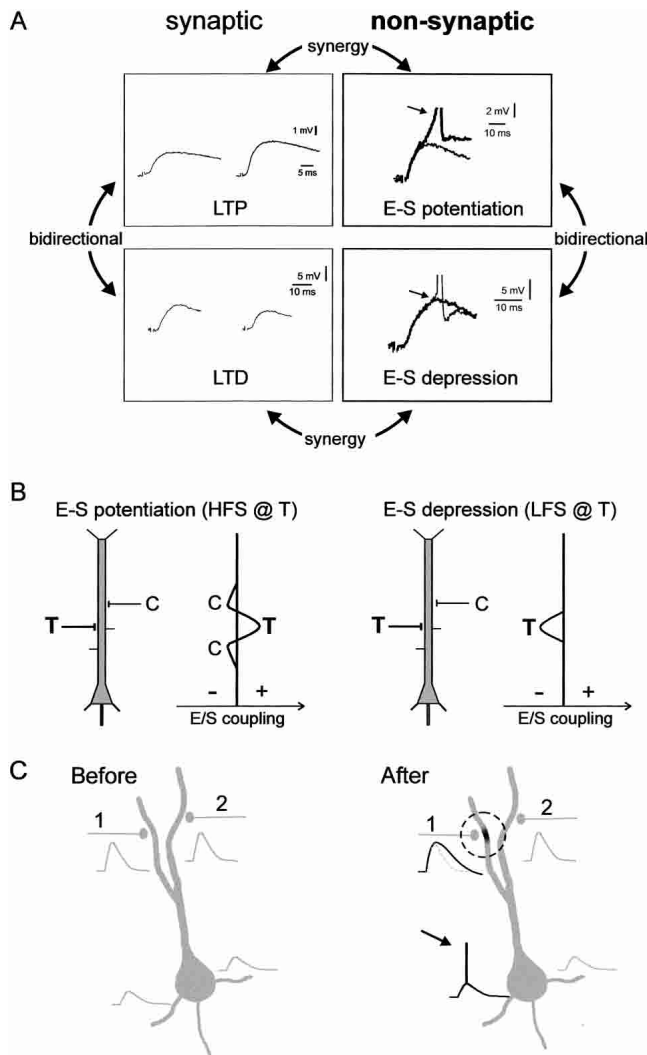 A
synaptic non-synaptic
synergy
1 mV
5 ms
LTP
2 mV
10 ms
E-S potentiation
bidirectional
bidirectional
5 mV
10 ms
LTD
5 mV
10 ms
E-S depression
synergy
B
E-S potentiation (HFS @ T)
C
T
C
T
C
- +
E/S coupling
E-S depression (LFS @ T)
C
T
T
- +
E/S coupling
C
Before
1
2
After
1
2